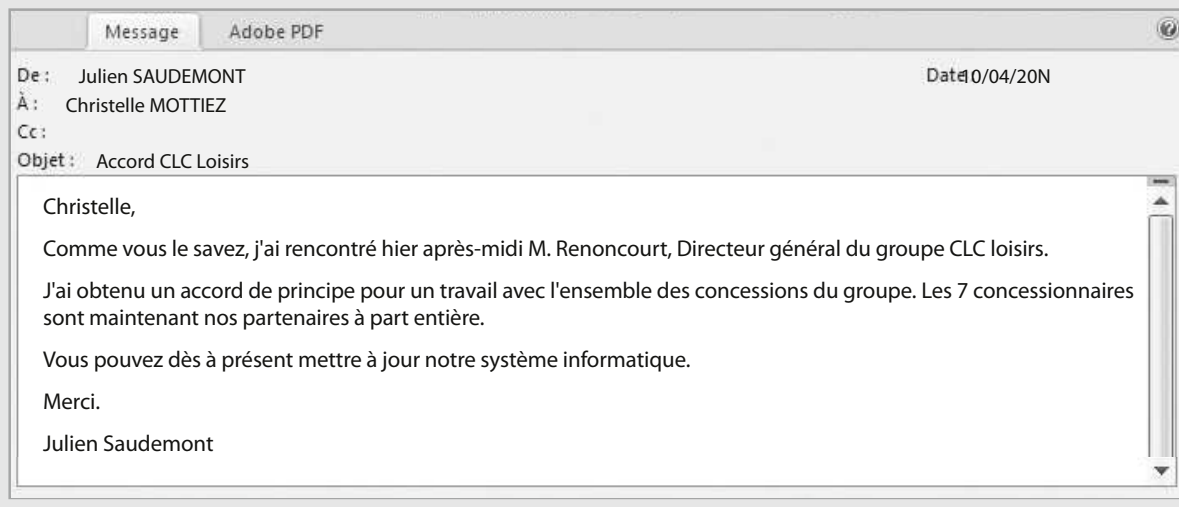 Message Adobe PDF
De : Julien SAUDEMONT Date 10/04/20N
À : Christelle MOTTIEZ
Cc :
Objet : Accord CLC Loisirs
Christelle,
Comme vous le savez, j'ai rencontré hier après-midi M. Renoncourt, Directeur général du groupe CLC loisirs.
J'ai obtenu un accord de principe pour un travail avec l'ensemble des concessions du groupe. Les 7 concessionnaires
sont maintenant nos partenaires à part entière.
Vous pouvez dès à présent mettre à jour notre système informatique.
Merci.
Julien Saudemont